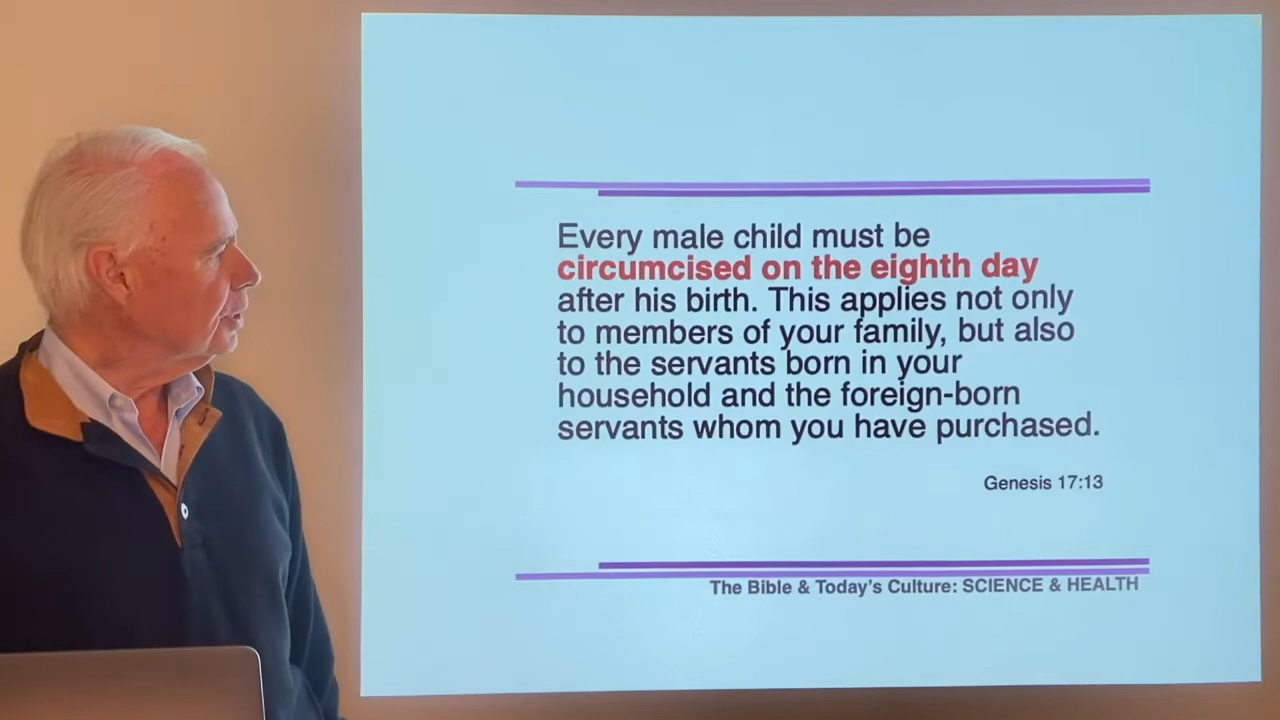 Every male child must be
circumcised on the eighth day
after his birth. This applies not only
to members of your family, but also
to the servants born in your
household and the foreign-born
servants whom you have purchased.
Genesis 17:13
The Bible & Today's Culture: SCIENCE & HEALTH